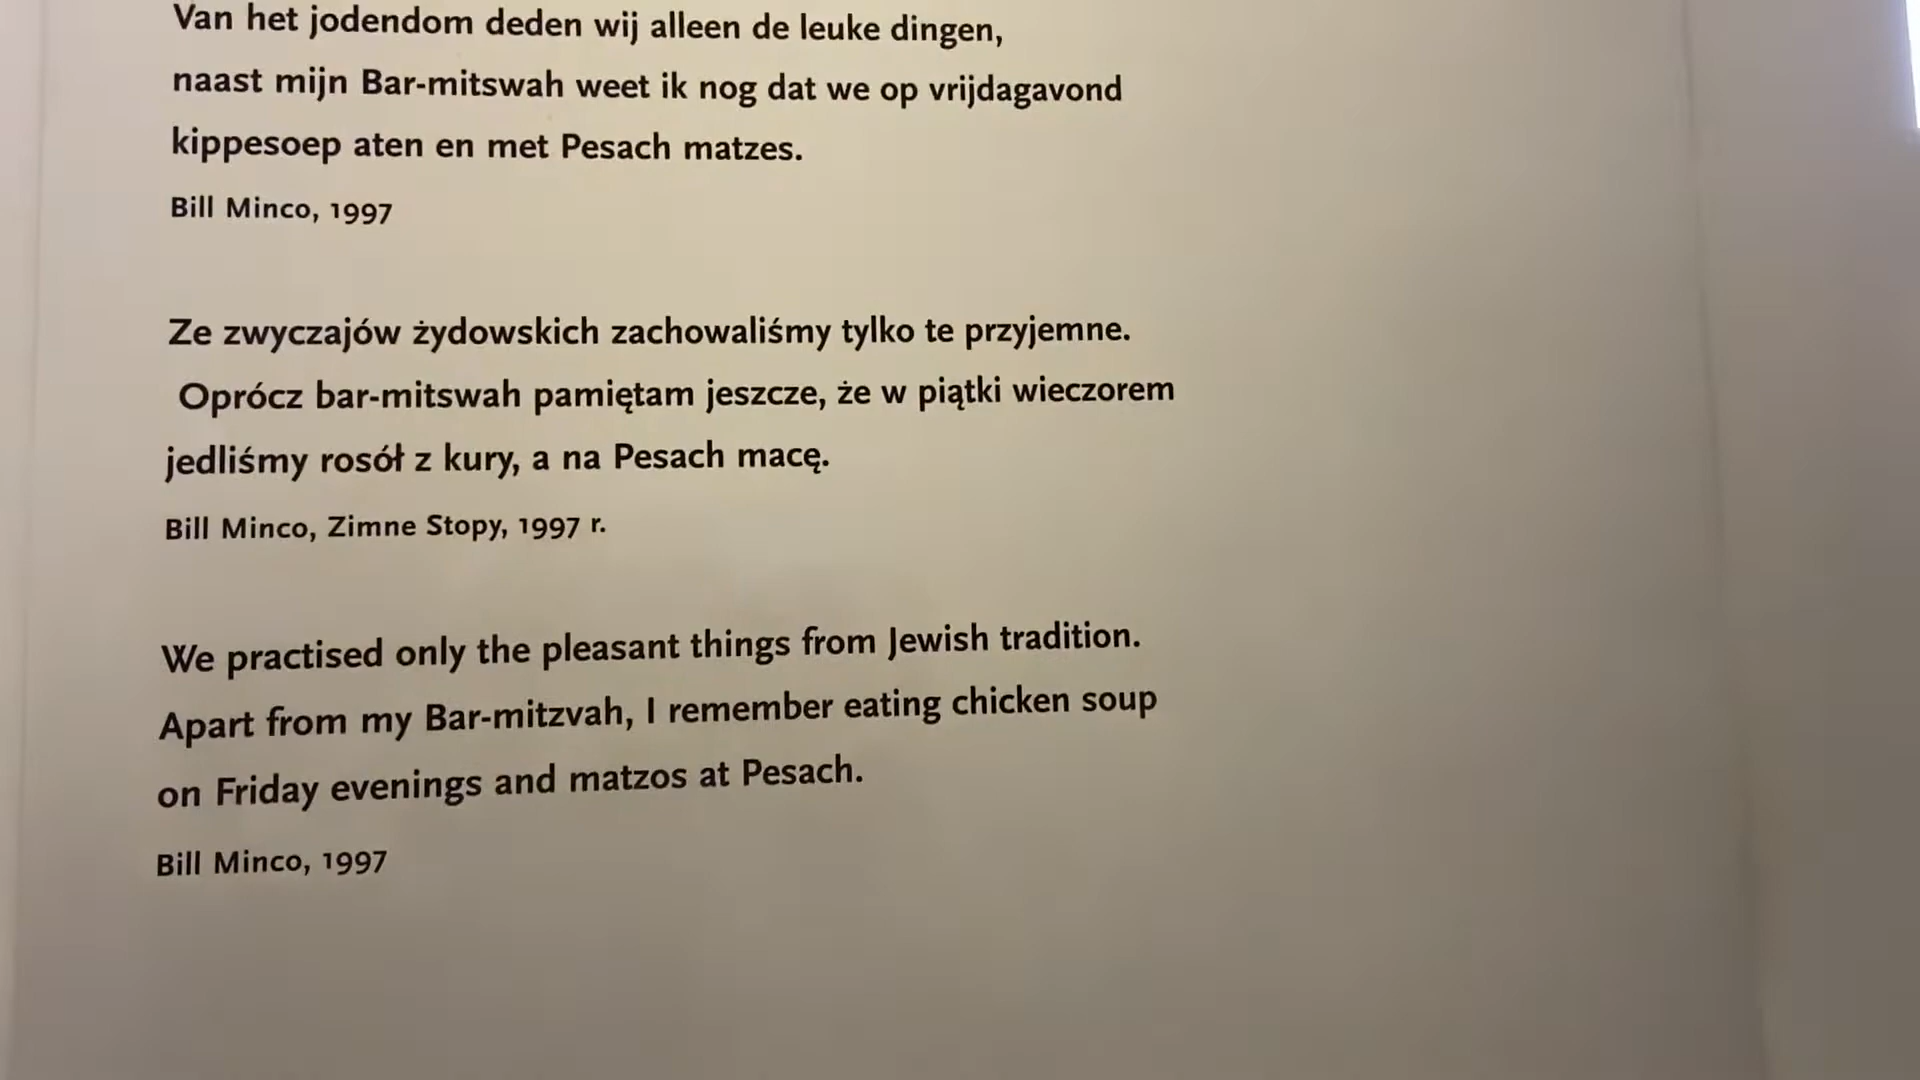 Van het jodendom deden wij alleen de leuke dingen,
naast mijn Bar-mitswah weet ik nog dat we op vrijdagavond
kippesoep aten en met Pesach matzes.
Bill Minco, 1997
Ze zwyczajów żydowskich zachowaliśmy tylko te przyjemne.
Oprócz bar-mitswah pamiętam jeszcze, że w piątki wieczorem
jedliśmy rosół z kury, a na Pesach macę.
Bill Minco, Zimne Stopy, 1997 r.
We practised only the pleasant things from Jewish tradition.
Apart from my Bar-mitzvah, I remember eating chicken soup
on Friday evenings and matzos at Pesach.
Bill Minco, 1997